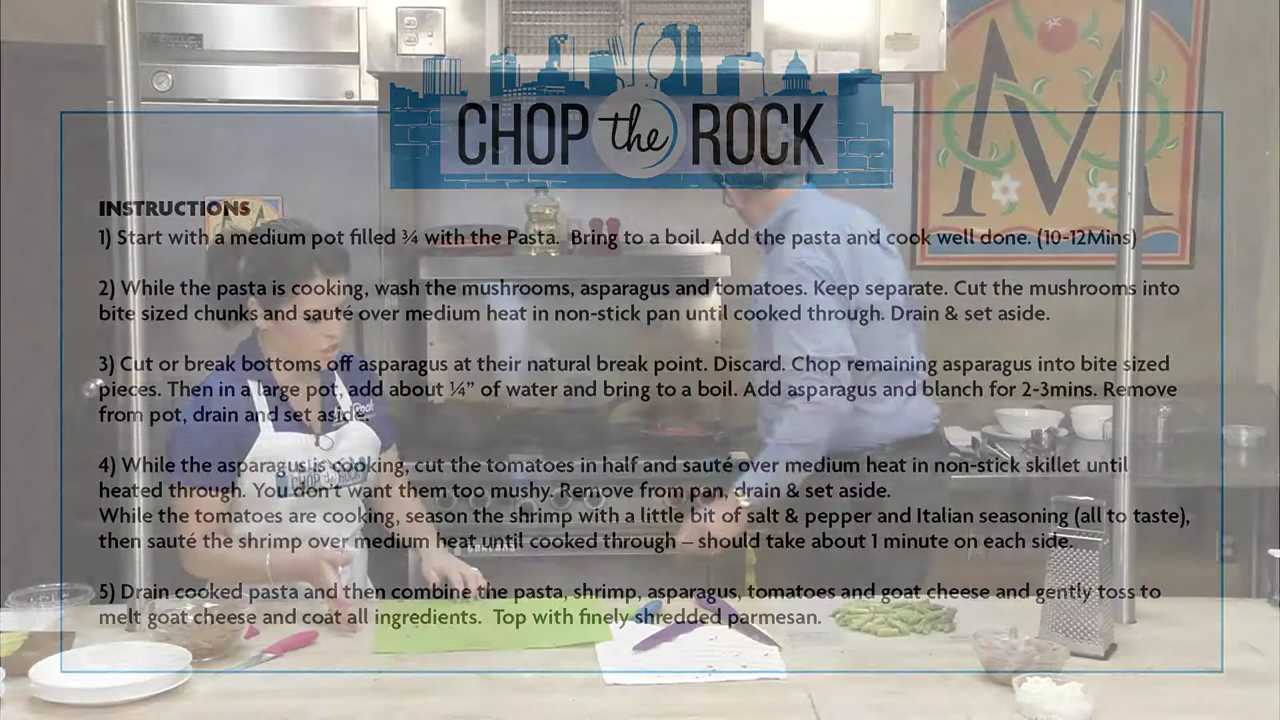 CHOP the ROCK
INSTRUCTIONS
1) Start with a medium pot filled ¾ with the Pasta.  Bring to a boil. Add the pasta and cook well done. (10-12Mins)
2) While the pasta is cooking, wash the mushrooms, asparagus and tomatoes. Keep separate. Cut the mushrooms into
bite sized chunks and sauté over medium heat in non-stick pan until cooked through. Drain & set aside.
3) Cut or break bottoms off asparagus at their natural break point. Discard. Chop remaining asparagus into bite sized
pieces. Then in a large pot, add about ¼” of water and bring to a boil. Add asparagus and blanch for 2-3mins. Remove
from pot, drain and set aside.
4) While the asparagus is cooking, cut the tomatoes in half and sauté over medium heat in non-stick skillet until
heated through. You don't want them too mushy. Remove from pan, drain & set aside.
While the tomatoes are cooking, season the shrimp with a little bit of salt & pepper and Italian seasoning (all to taste),
then sauté the shrimp over medium heat until cooked through – should take about 1 minute on each side.
5) Drain cooked pasta and then combine the pasta, shrimp, asparagus, tomatoes and goat cheese and gently toss to
melt goat cheese and coat all ingredients.  Top with finely shredded parmesan.
M
CHOP the ROCK